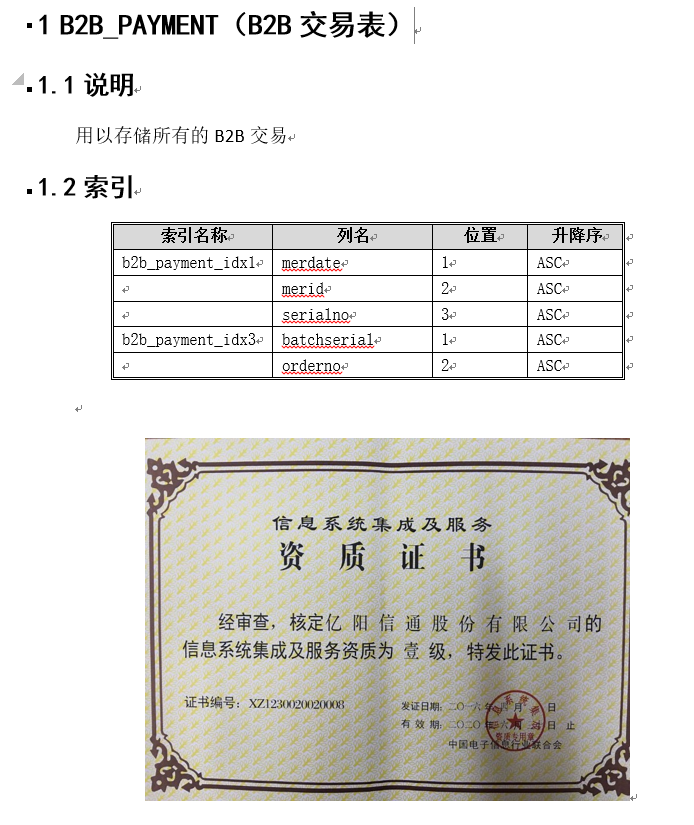 1 B2B_PAYMENT（B2B 交易表）
1.1 说明
用以存储所有的 B2B 交易
1.2 索引
索引名称 列名 位置 升降序
b2b_payment_idx1 merdate 1 ASC
merid 2 ASC
serialno 3 ASC
b2b_payment_idx3 batchserial 1 ASC
orderno 2 ASC
信息系统集成及服务
资质证书
经审查，核定亿阳信通股份有限公司的
信息系统集成及服务资质为壹级，特发此证书。
证书编号：XZ1230020020008
发证日期：二〇一六年四月 日
有效期：二〇二〇年 六月 日 止
中国电子信息行业联合会
资质专用章